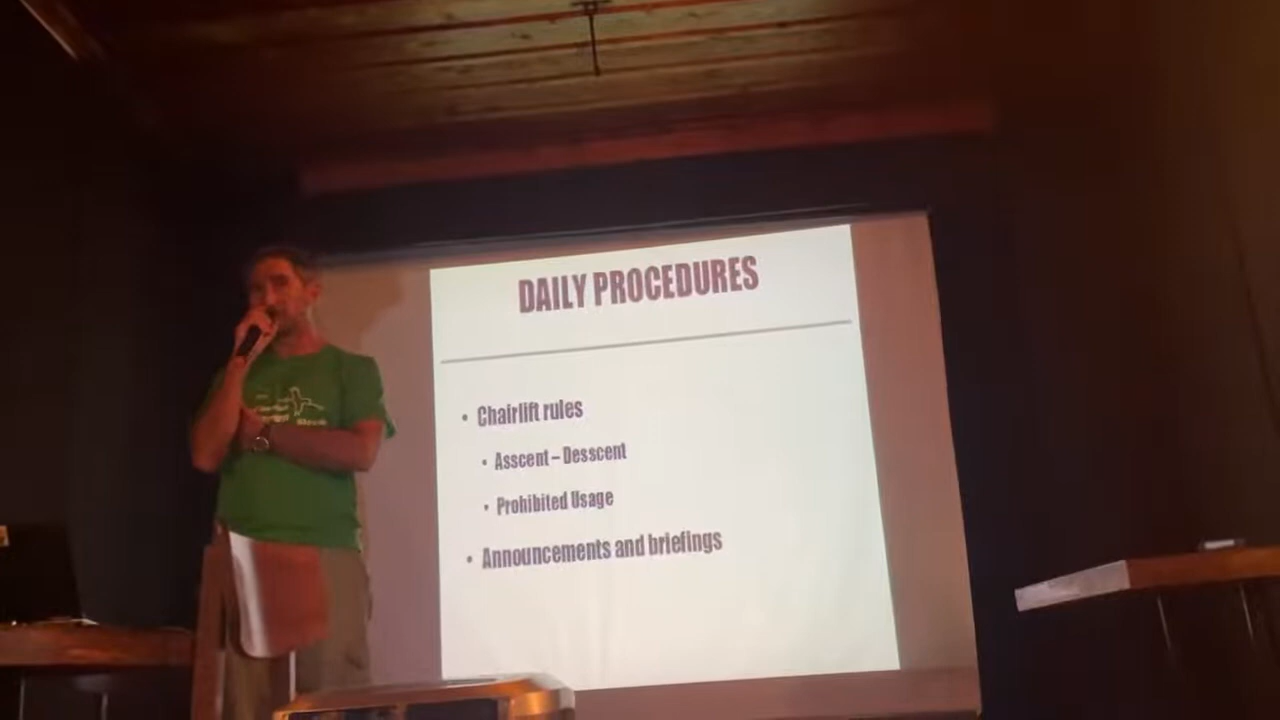 DAILY PROCEDURES
• Chairlift rules
• Asscent – Desscent
• Prohibited Usage
• Announcements and briefings